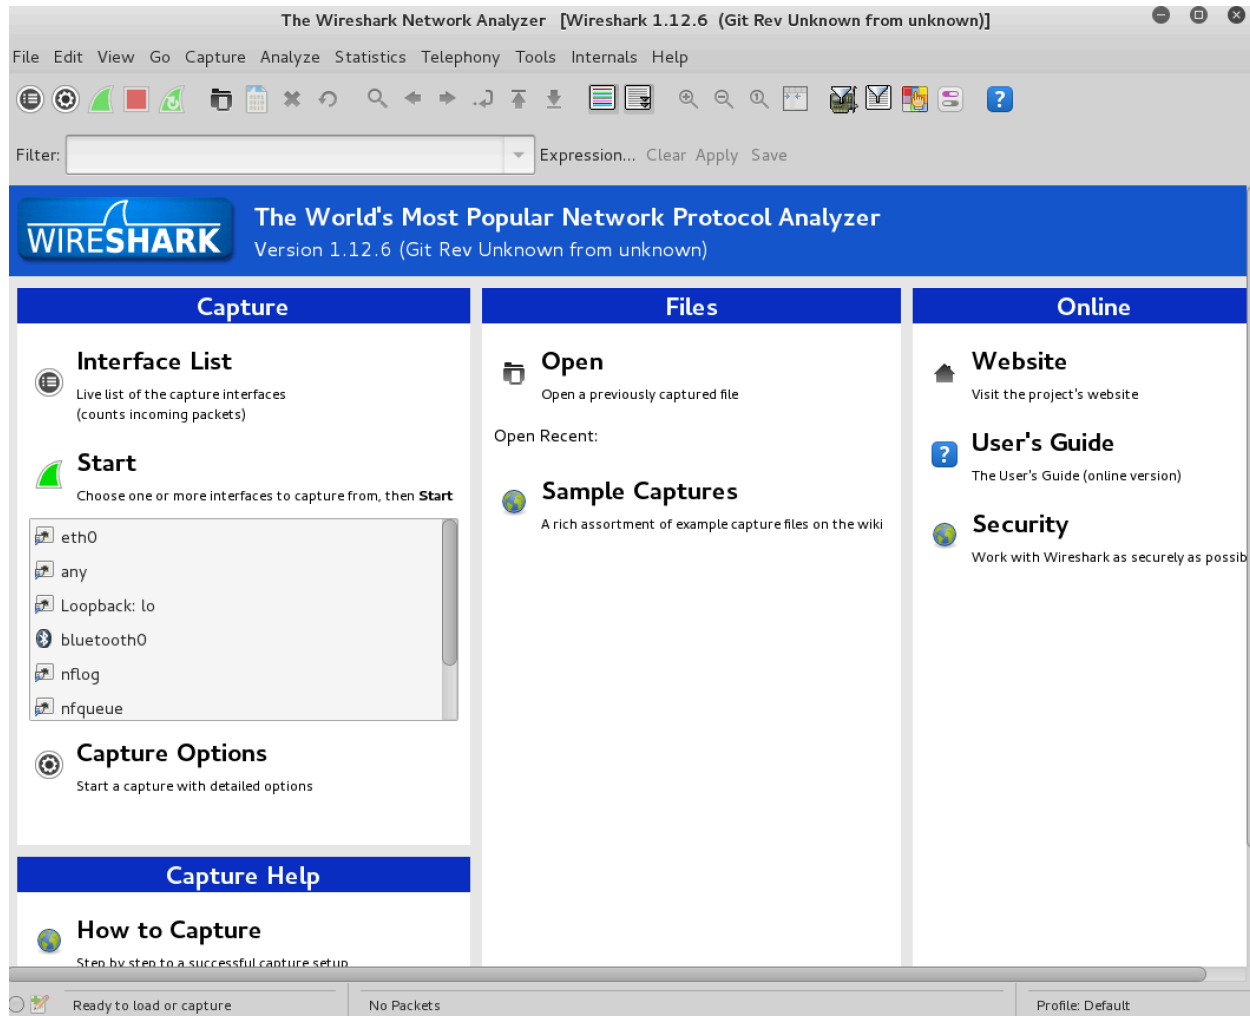 The Wireshark Network Analyzer [Wireshark 1.12.6 (Git Rev Unknown from unknown)]
File Edit View Go Capture Analyze Statistics Telephony Tools Internals Help
Filter: Expression... Clear Apply Save
WIRESHARK
The World's Most Popular Network Protocol Analyzer
Version 1.12.6 (Git Rev Unknown from unknown)
Capture
Interface List
Live list of the capture interfaces
(counts incoming packets)
Start
Choose one or more interfaces to capture from, then Start
eth0
any
Loopback: lo
bluetooth0
nflog
nfqueue
Capture Options
Start a capture with detailed options
Capture Help
How to Capture
Step by step to a successful capture setup
Files
Open
Open a previously captured file
Open Recent:
Sample Captures
A rich assortment of example capture files on the wiki
Online
Website
Visit the project's website
User's Guide
The User's Guide (online version)
Security
Work with Wireshark as securely as possib
Ready to load or capture
No Packets
Profile: Default